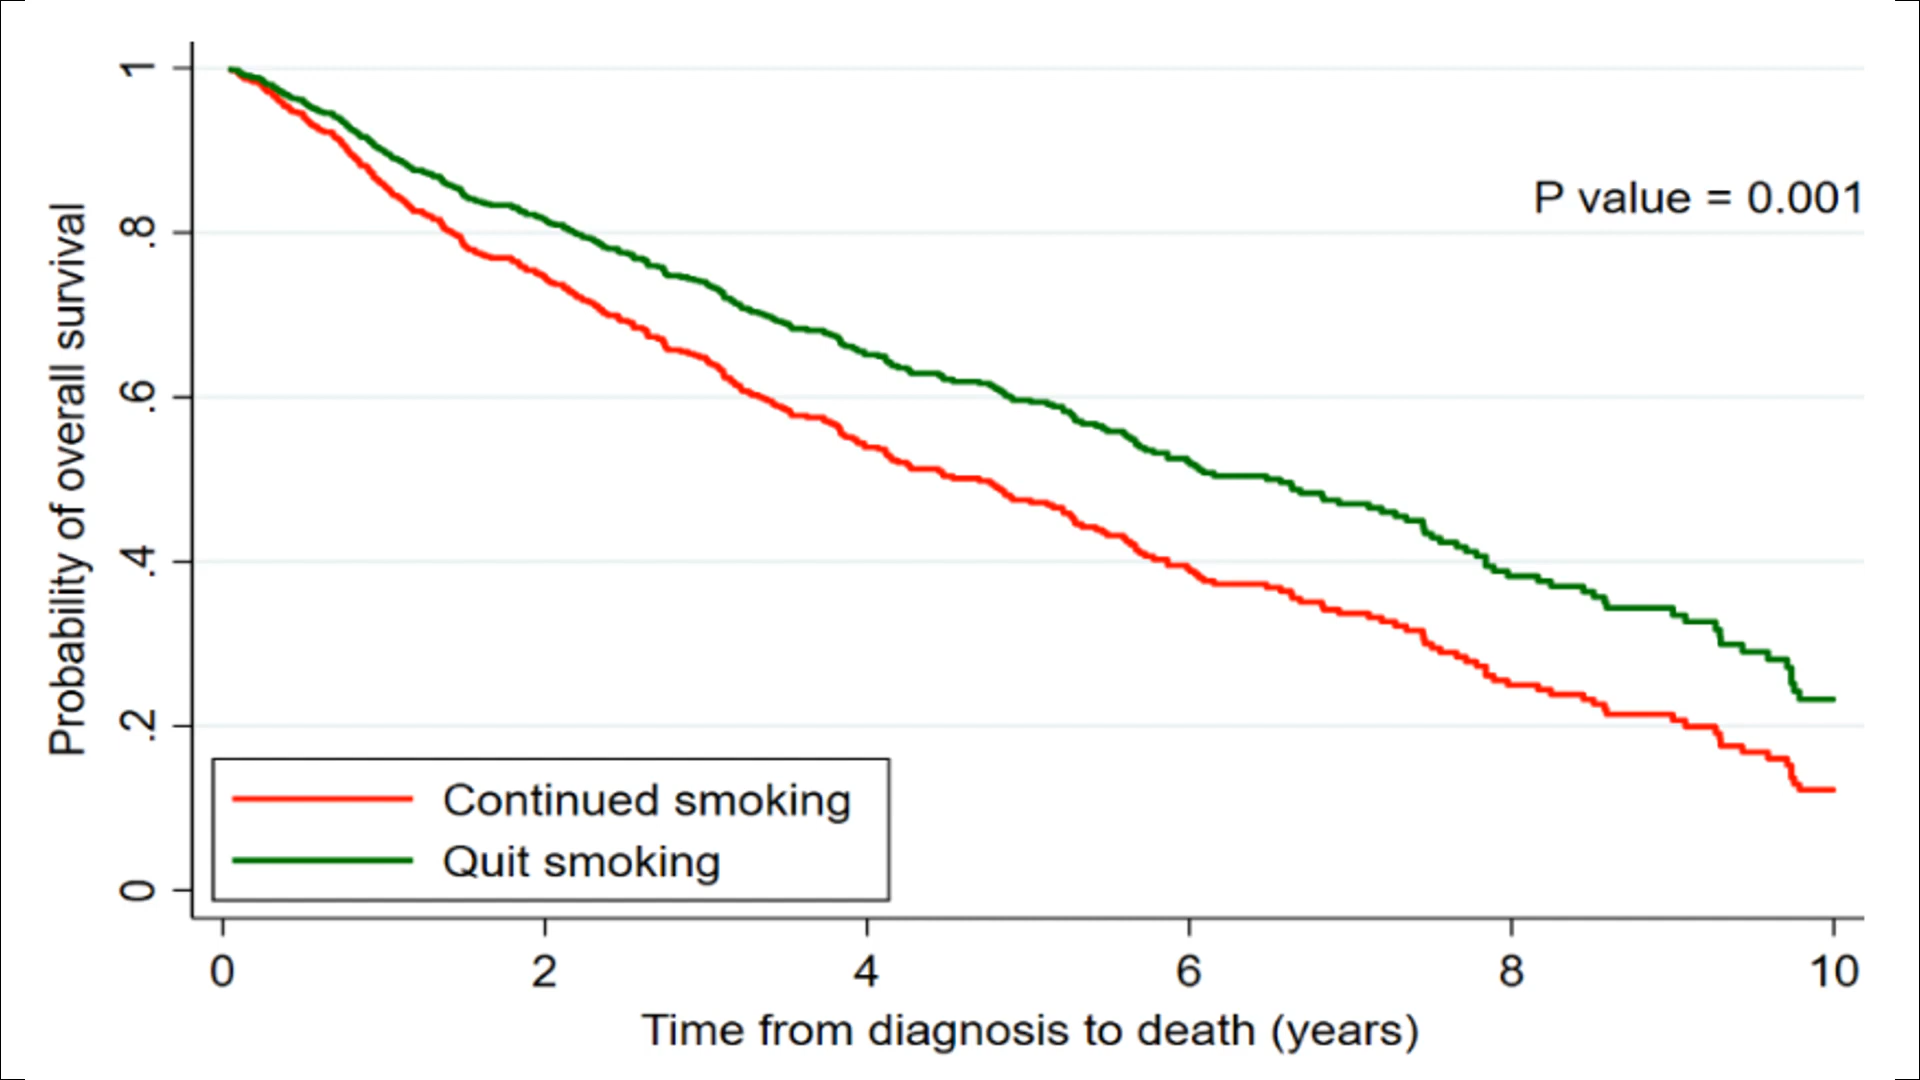 Probability of overall survival
1
.8
.6
.4
.2
0
P value = 0.001
Continued smoking
Quit smoking
0 2 4 6 8 10
Time from diagnosis to death (years)